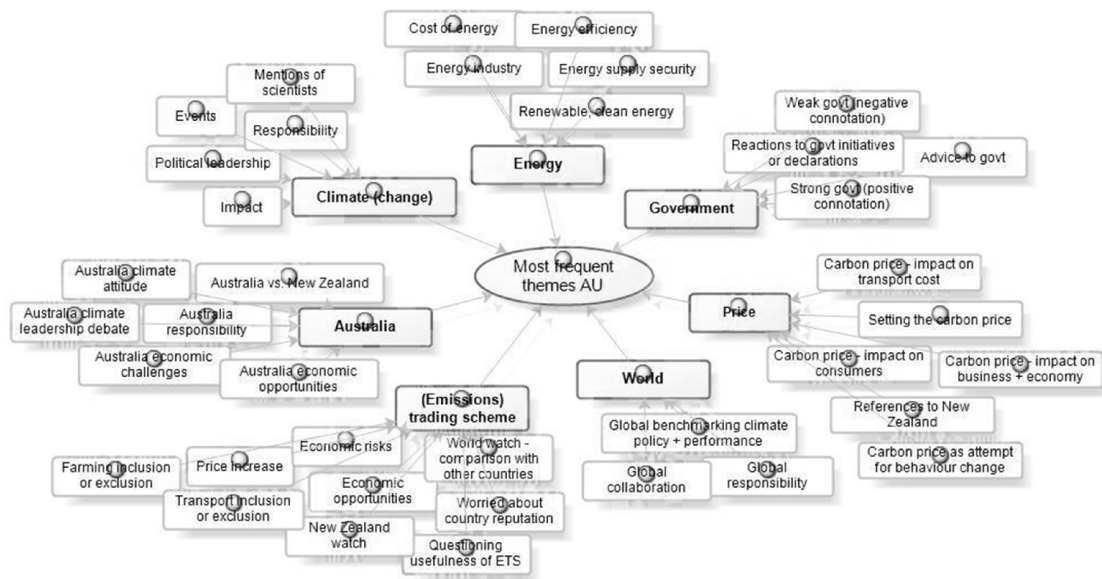 Cost of energy
Energy efficiency
Energy industry
Energy supply security
Renewable, clean energy
Energy
Mentions of
scientists
Events
Responsibility
Political leadership
Impact
Climate (change)
Weak govt (negative
connotation)
Reactions to govt initiatives
or declarations
Advice to govt
Strong govt (positive
connotation)
Government
Most frequent
themes AU
Australia climate
attitude
Australia vs. New Zealand
Australia climate
leadership debate
Australia
responsibility
Australia
Australia economic
challenges
Australia economic
opportunities
Carbon price - impact on
transport cost
Price
Setting the carbon price
Carbon price - impact on
consumers
Carbon price - impact on
business + economy
References to New
Zealand
Carbon price as attempt
for behaviour change
World
Global benchmarking climate
policy + performance
Global
collaboration
Global
responsibility
(Emissions)
trading scheme
Economic risks
World watch -
comparison with
other countries
Farming inclusion
or exclusion
Price increase
Economic
opportunities
Transport inclusion
or exclusion
Worried about
country reputation
New Zealand
watch
Questioning
usefulness of ETS